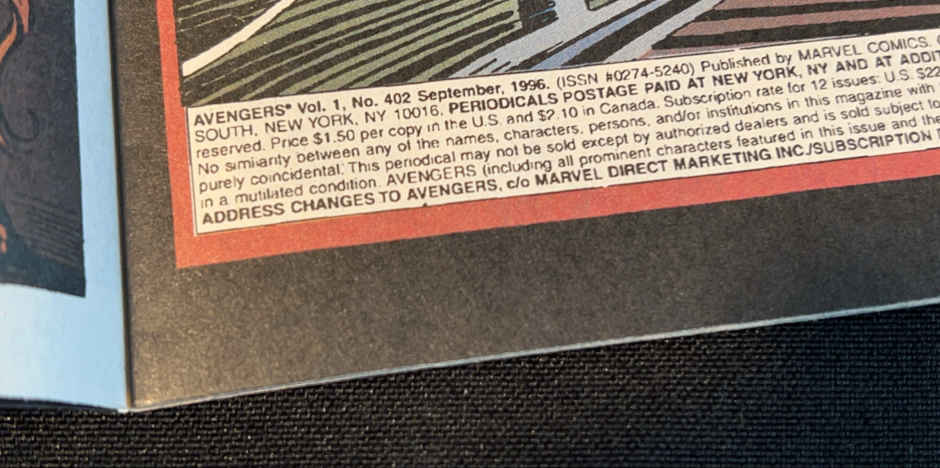 AVENGERS® Vol. 1, No. 402 September, 1996. (ISSN #0274-5240) Published by MARVEL COMICS.
SOUTH, NEW YORK, NY 10016. PERIODICALS POSTAGE PAID AT NEW YORK, NY AND AT ADDIT
reserved. Price $1.50 per copy in the U.S. and $2.10 in Canada. Subscription rate for 12 issues: U.S. $22
No similarity between any of the names, characters, persons, and/or institutions in this magazine with
purely coincidental. This periodical may not be sold except by authorized dealers and is sold subject to
in a mutilated condition. AVENGERS (including all prominent characters featured in this issue and the
ADDRESS CHANGES TO AVENGERS, c/o MARVEL DIRECT MARKETING INC./SUBSCRIPTION